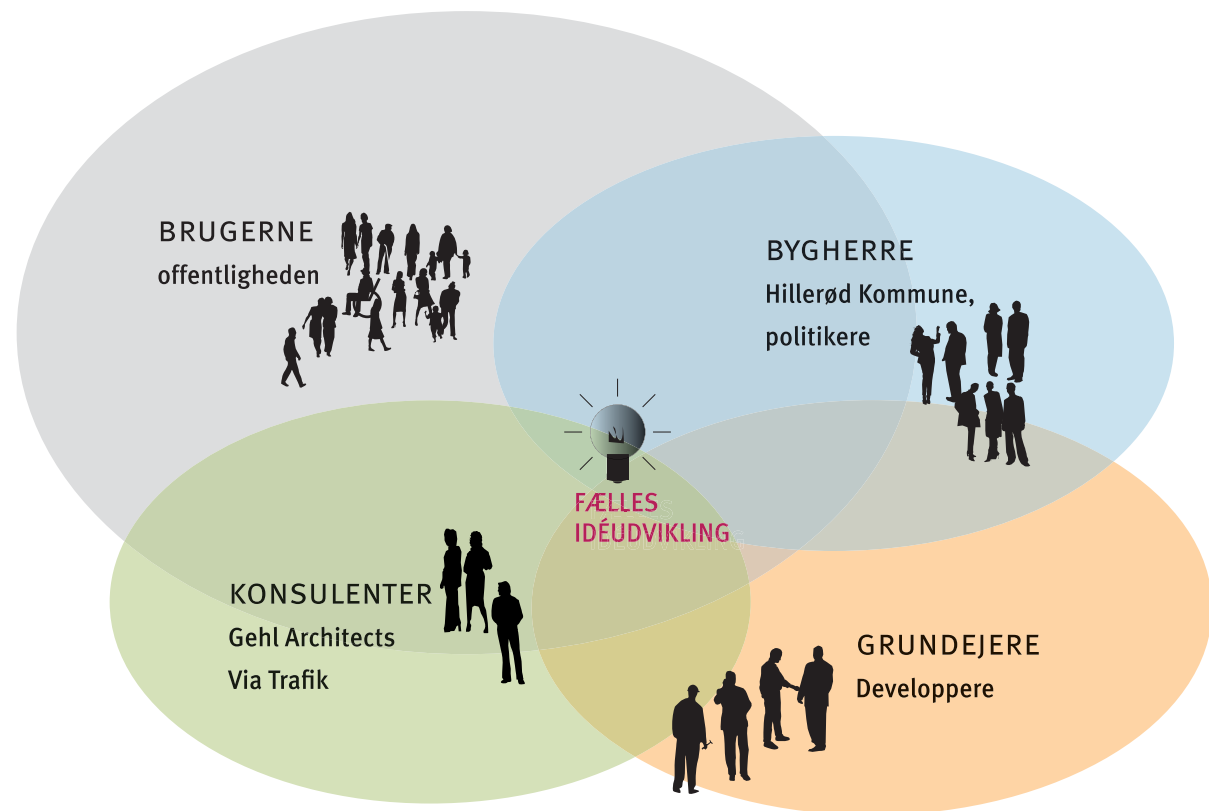 BRUGERNE
offentligheden
BYGHERRE
Hillerød Kommune,
politikere
FÆLLES
IDÉUDVIKLING
KONSULENTER
Gehl Architects
Via Trafik
GRUNDEJERE
Developpere